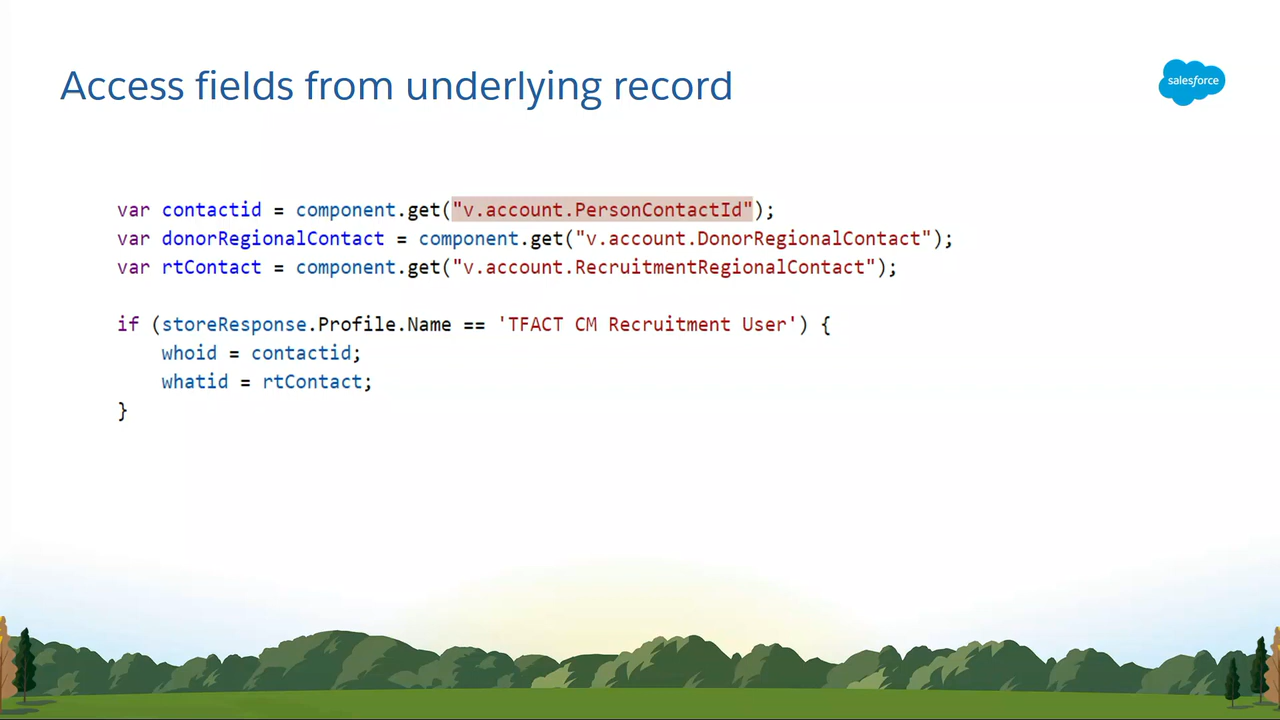 Access fields from underlying record
salesforce
var contactid = component.get("v.account.PersonContactId");
var donorRegionalContact = component.get("v.account.DonorRegionalContact");
var rtContact = component.get("v.account.RecruitmentRegionalContact");
if (storeResponse.Profile.Name == 'TFACT CM Recruitment User') {
whoid = contactid;
whatid = rtContact;
}